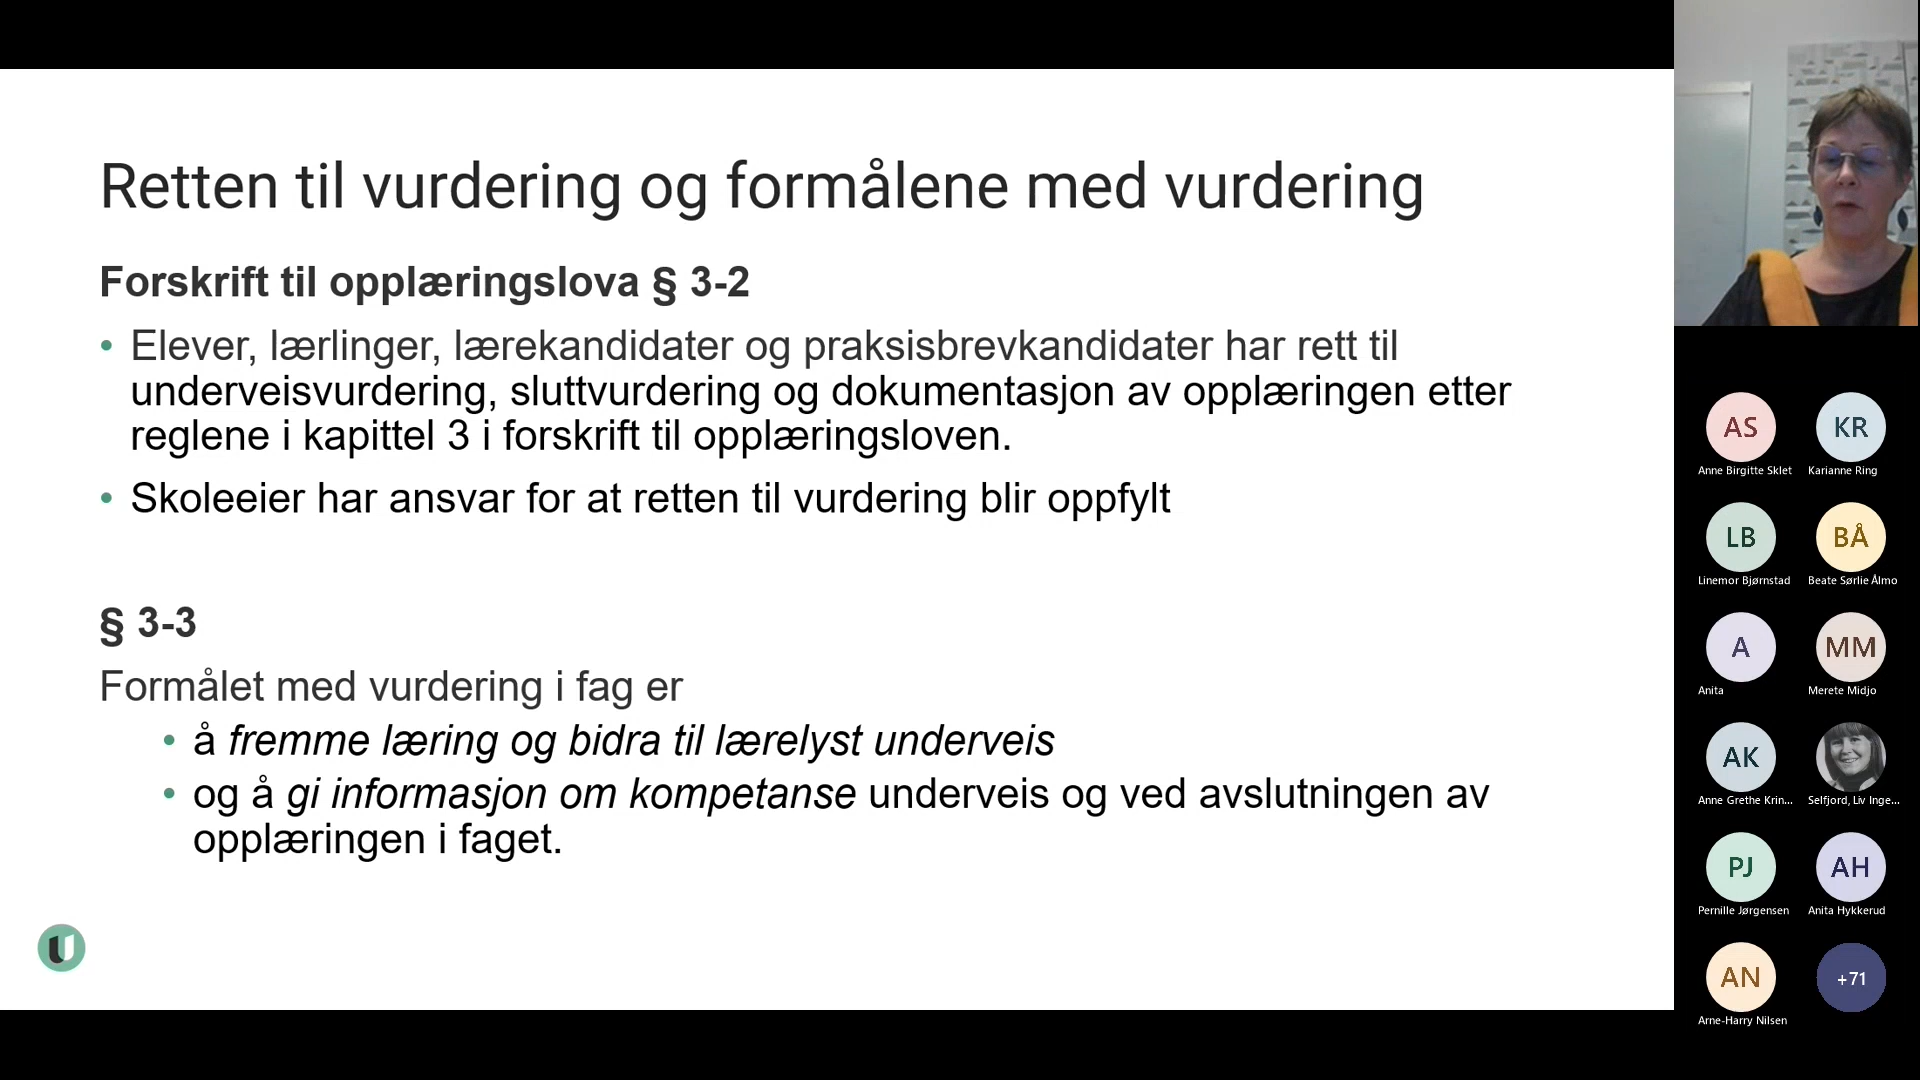 Retten til vurdering og formålene med vurdering
Forskrift til opplæringslova § 3-2
• Elever, lærlinger, lærekandidater og praksisbrevkandidater har rett til
underveisvurdering, sluttvurdering og dokumentasjon av opplæringen etter
reglene i kapittel 3 i forskrift til opplæringsloven.
• Skoleeier har ansvar for at retten til vurdering blir oppfylt
§ 3-3
Formålet med vurdering i fag er
• å fremme læring og bidra til lærelyst underveis
• og å gi informasjon om kompetanse underveis og ved avslutningen av
opplæringen i faget.
U
AS KR
Anne Birgitte Sklet Karianne Ring
LB BÅ
Linemor Bjørnstad Beate Sørlie Ålmo
A MM
Anita Merete Midjo
AK
Anne Grethe Krin... Selfjord, Liv Inge...
PJ AH
Pernille Jørgensen Anita Hykkerud
AN +71
Arne-Harry Nilsen